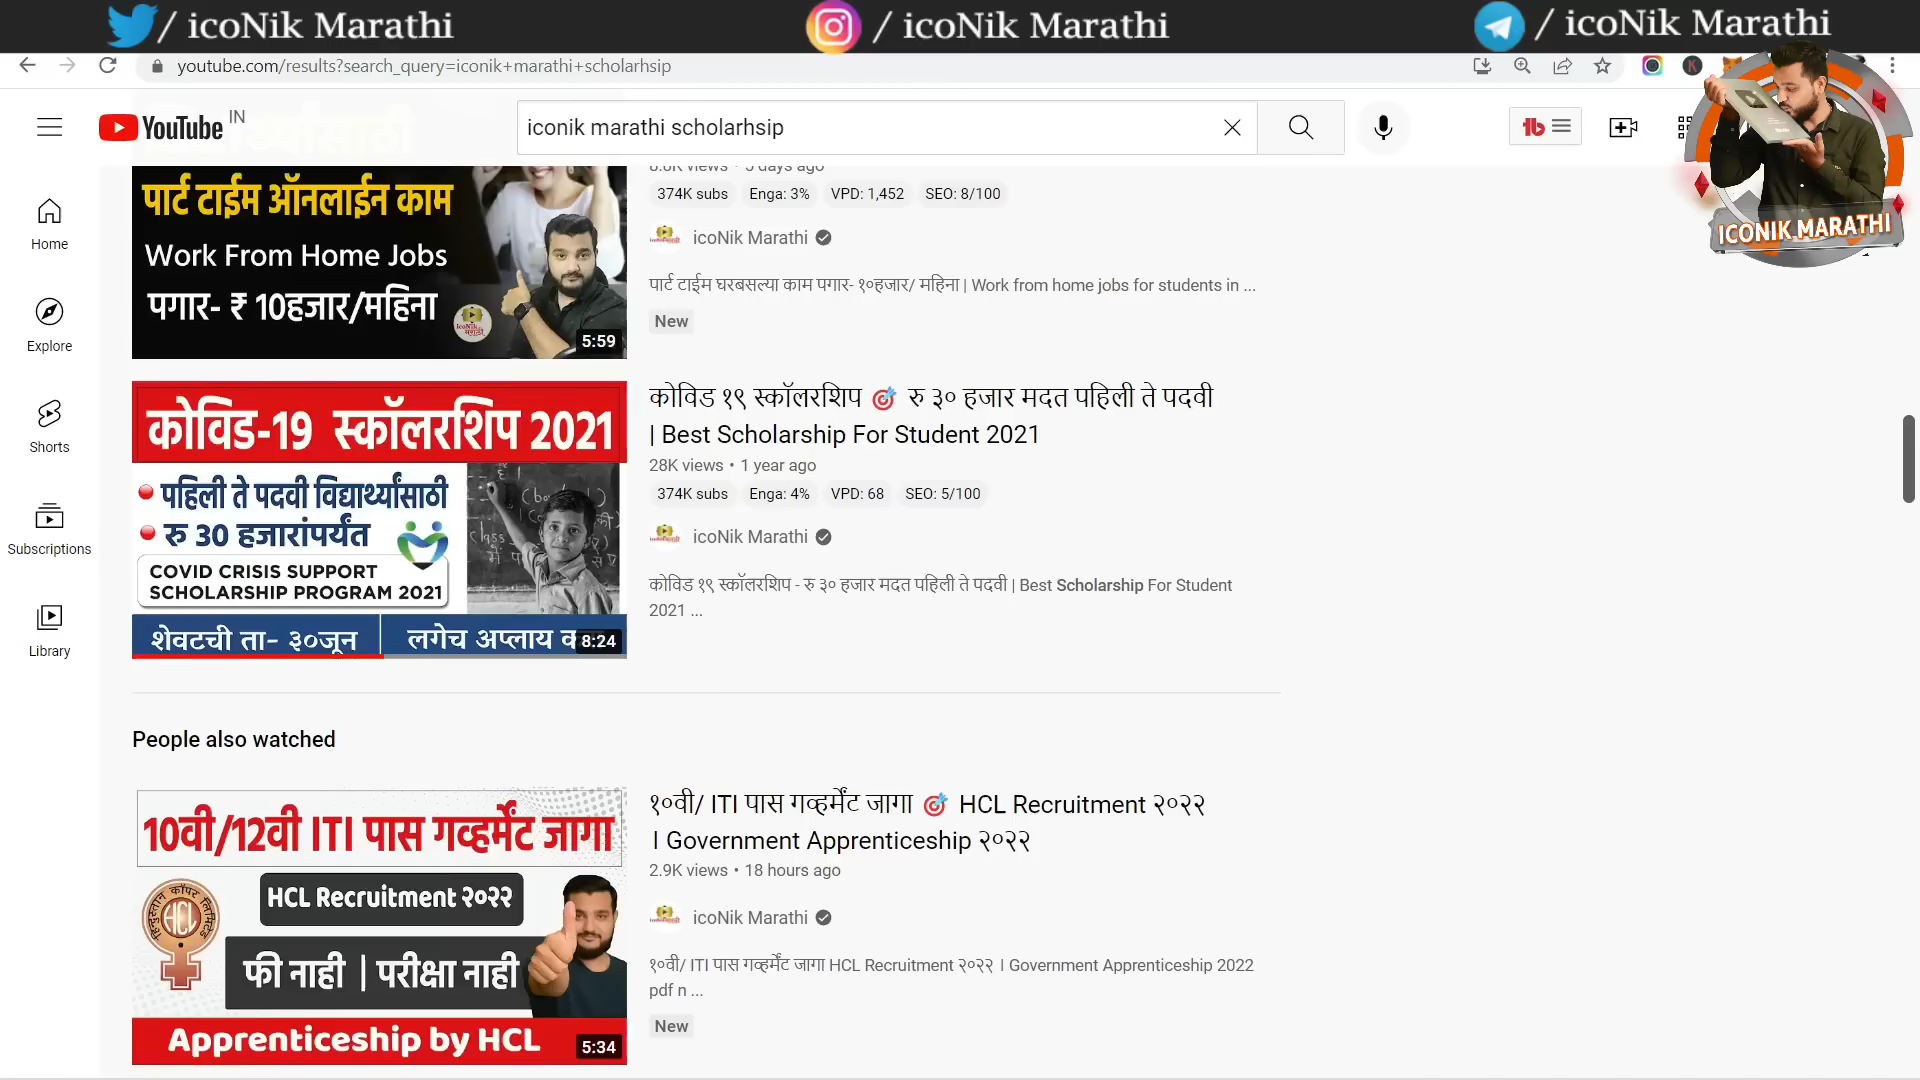 / icoNik Marathi
/ icoNik Marathi
/ icoNik Marathi
youtube.com/results?search_query=iconik+marathi+scholarhsip
YouTube IN
iconik marathi scholarhsip
ICONIK MARATHI
Home
Explore
Shorts
Subscriptions
Library
पार्ट टाईम ऑनलाईन काम
Work From Home Jobs
पगार- ₹ 10हजार/महिना
5:59
6.8K views • 5 days ago
374K subs Enga: 3% VPD: 1,452 SEO: 8/100
icoNik Marathi
पार्ट टाईम घरबसल्या काम पगार- १०हजार/ महिना | Work from home jobs for students in ...
New
कोविड-19 स्कॉलरशिप 2021
पहिली ते पदवी विद्यार्थ्यांसाठी
रु 30 हजारांपर्यंत
COVID CRISIS SUPPORT
SCHOLARSHIP PROGRAM 2021
शेवटची ता- ३०जून
लगेच अप्लाय क
8:24
कोविड १९ स्कॉलरशिप 🎯 रु ३० हजार मदत पहिली ते पदवी
| Best Scholarship For Student 2021
28K views • 1 year ago
374K subs Enga: 4% VPD: 68 SEO: 5/100
icoNik Marathi
कोविड १९ स्कॉलरशिप - रु ३० हजार मदत पहिली ते पदवी | Best Scholarship For Student
2021 ...
People also watched
10वी/12वी ITI पास गव्हर्मेंट जागा
HCL
HCL Recruitment २०२२
फी नाही | परीक्षा नाही
Apprenticeship by HCL
5:34
१०वी/ ITI पास गव्हर्मेंट जागा 🎯 HCL Recruitment २०२२
I Government Apprenticeship २०२२
2.9K views • 18 hours ago
icoNik Marathi
१०वी/ ITI पास गव्हर्मेंट जागा HCL Recruitment २०२२ I Government Apprenticeship 2022
pdf n ...
New